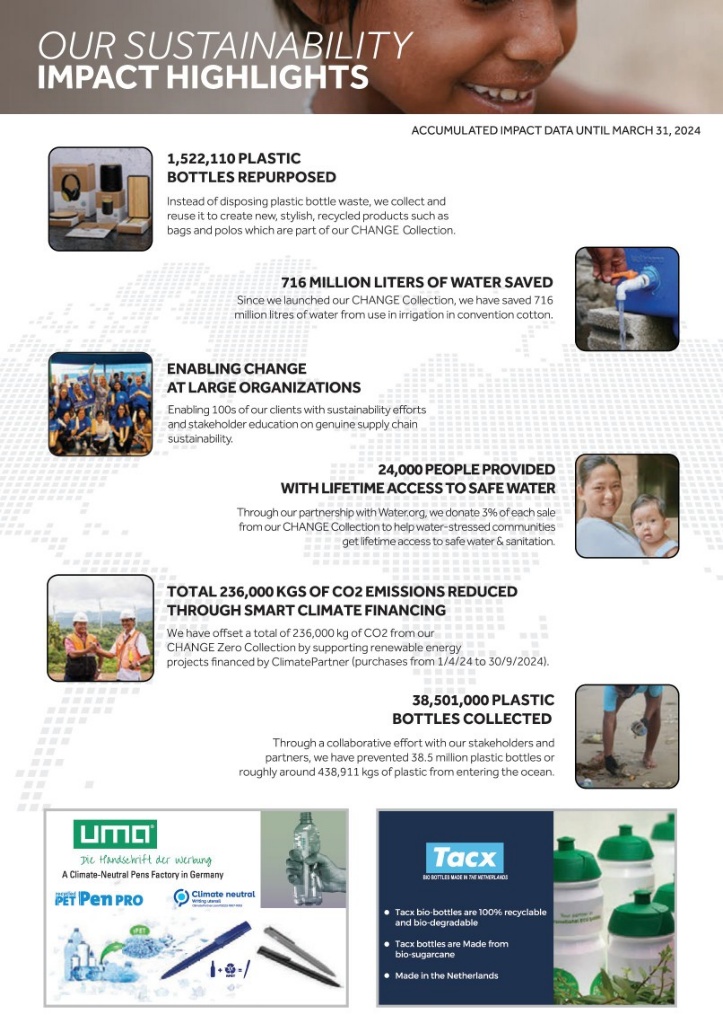 OUR SUSTAINABILITY
IMPACT HIGHLIGHTS
ACCUMULATED IMPACT DATA UNTIL MARCH 31, 2024
1,522,110 PLASTIC
BOTTLES REPURPOSED
Instead of disposing plastic bottle waste, we collect and
reuse it to create new, stylish, recycled products such as
bags and polos which are part of our CHANGE Collection.
716 MILLION LITERS OF WATER SAVED
Since we launched our CHANGE Collection, we have saved 716
million litres of water from use in irrigation in convention cotton.
ENABLING CHANGE
AT LARGE ORGANIZATIONS
Enabling 100s of our clients with sustainability efforts
and stakeholder education on genuine supply chain
sustainability.
24,000 PEOPLE PROVIDED
WITH LIFETIME ACCESS TO SAFE WATER
Through our partnership with Water.org, we donate 3% of each sale
from our CHANGE Collection to help water-stressed communities
get lifetime access to safe water & sanitation.
TOTAL 236,000 KGS OF CO2 EMISSIONS REDUCED
THROUGH SMART CLIMATE FINANCING
We have offset a total of 236,000 kg of CO2 from our
CHANGE Zero Collection by supporting renewable energy
projects financed by ClimatePartner (purchases from 1/4/24 to 30/9/2024).
38,501,000 PLASTIC
BOTTLES COLLECTED
Through a collaborative effort with our stakeholders and
partners, we have prevented 38.5 million plastic bottles or
roughly around 438,911 kgs of plastic from entering the ocean.
uma
Die Handschrift der Werbung
A Climate-Neutral Pens Factory in Germany
recycled
PET Pen PRO
Climate neutral
Writing utensils
rPET
Tacx
BIO BOTTLES MADE IN THE NETHERLANDS
Tacx bio-bottles are 100% recyclable
and bio-degradable
Tacx bottles are Made from
bio-sugarcane
Made in the Netherlands